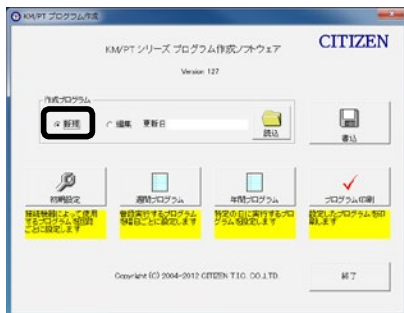 KM/PT プログラム作成
KM/PT シリーズ プログラム作成ソフトウェア
CITIZEN
Version 127
作成プログラム
新規
編集 更新日
読込
書込
初期設定
週間プログラム
年間プログラム
プログラム印刷
接続機器によって使用
するプログラムを回路
ごとに設定します
毎週実行するプログラム
を曜日ごとに設定します
特定の日に実行するプロ
グラムを設定します
設定したプログラムを印
刷します
Copyright (C) 2004-2012 CITIZEN T.I.C. CO.,LTD.
終了